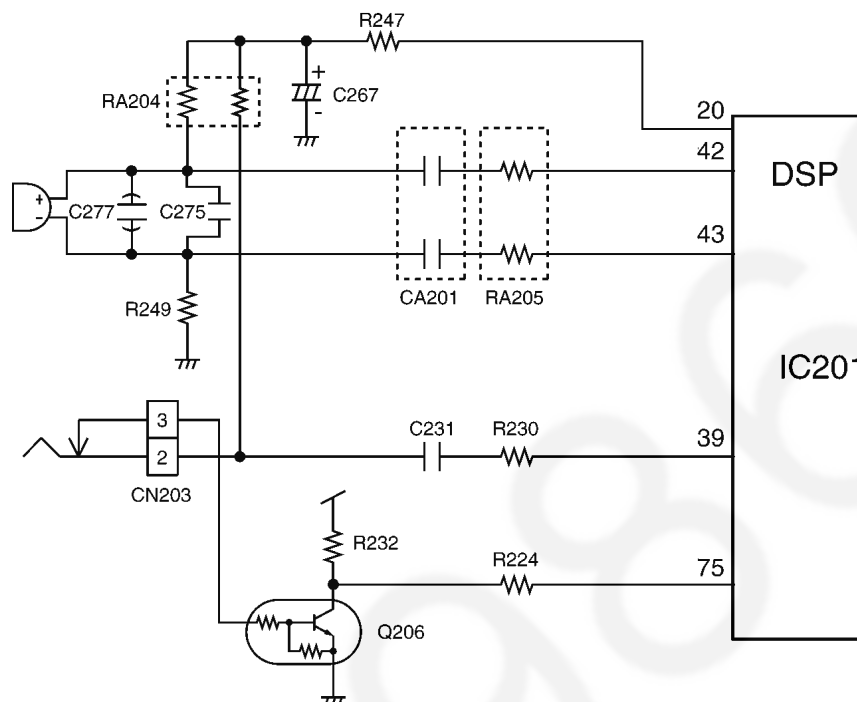 R247
RA204
C267
20
42
DSP
+
-
+
-
C277
C275
43
CA201
RA205
R249
IC201
3
2
CN203
C231
R230
39
R232
R224
75
Q206